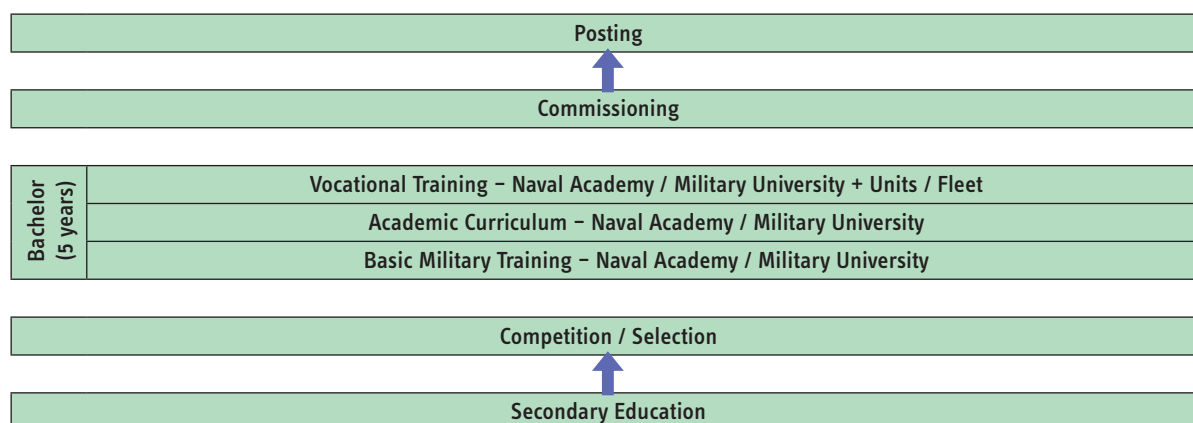 Posting
Commissioning
Bachelor
(5 years)
Vocational Training – Naval Academy / Military University + Units / Fleet
Academic Curriculum – Naval Academy / Military University
Basic Military Training – Naval Academy / Military University
Competition / Selection
Secondary Education